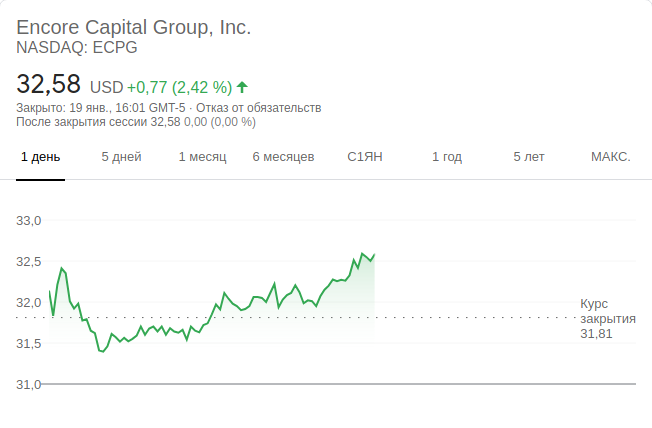 Encore Capital Group, Inc.
NASDAQ: ECPG
32,58 USD +0,77 (2,42 %)
Закрыто: 19 янв., 16:01 GMT-5 · Отказ от обязательств
После закрытия сессии 32,58 0,00 (0,00 %)
1 день 5 дней 1 месяц 6 месяцев С1ЯН 1 год 5 лет МАКС.
33,0
32,5
32,0
Курс
закрытия
31,81
31,5
31,0